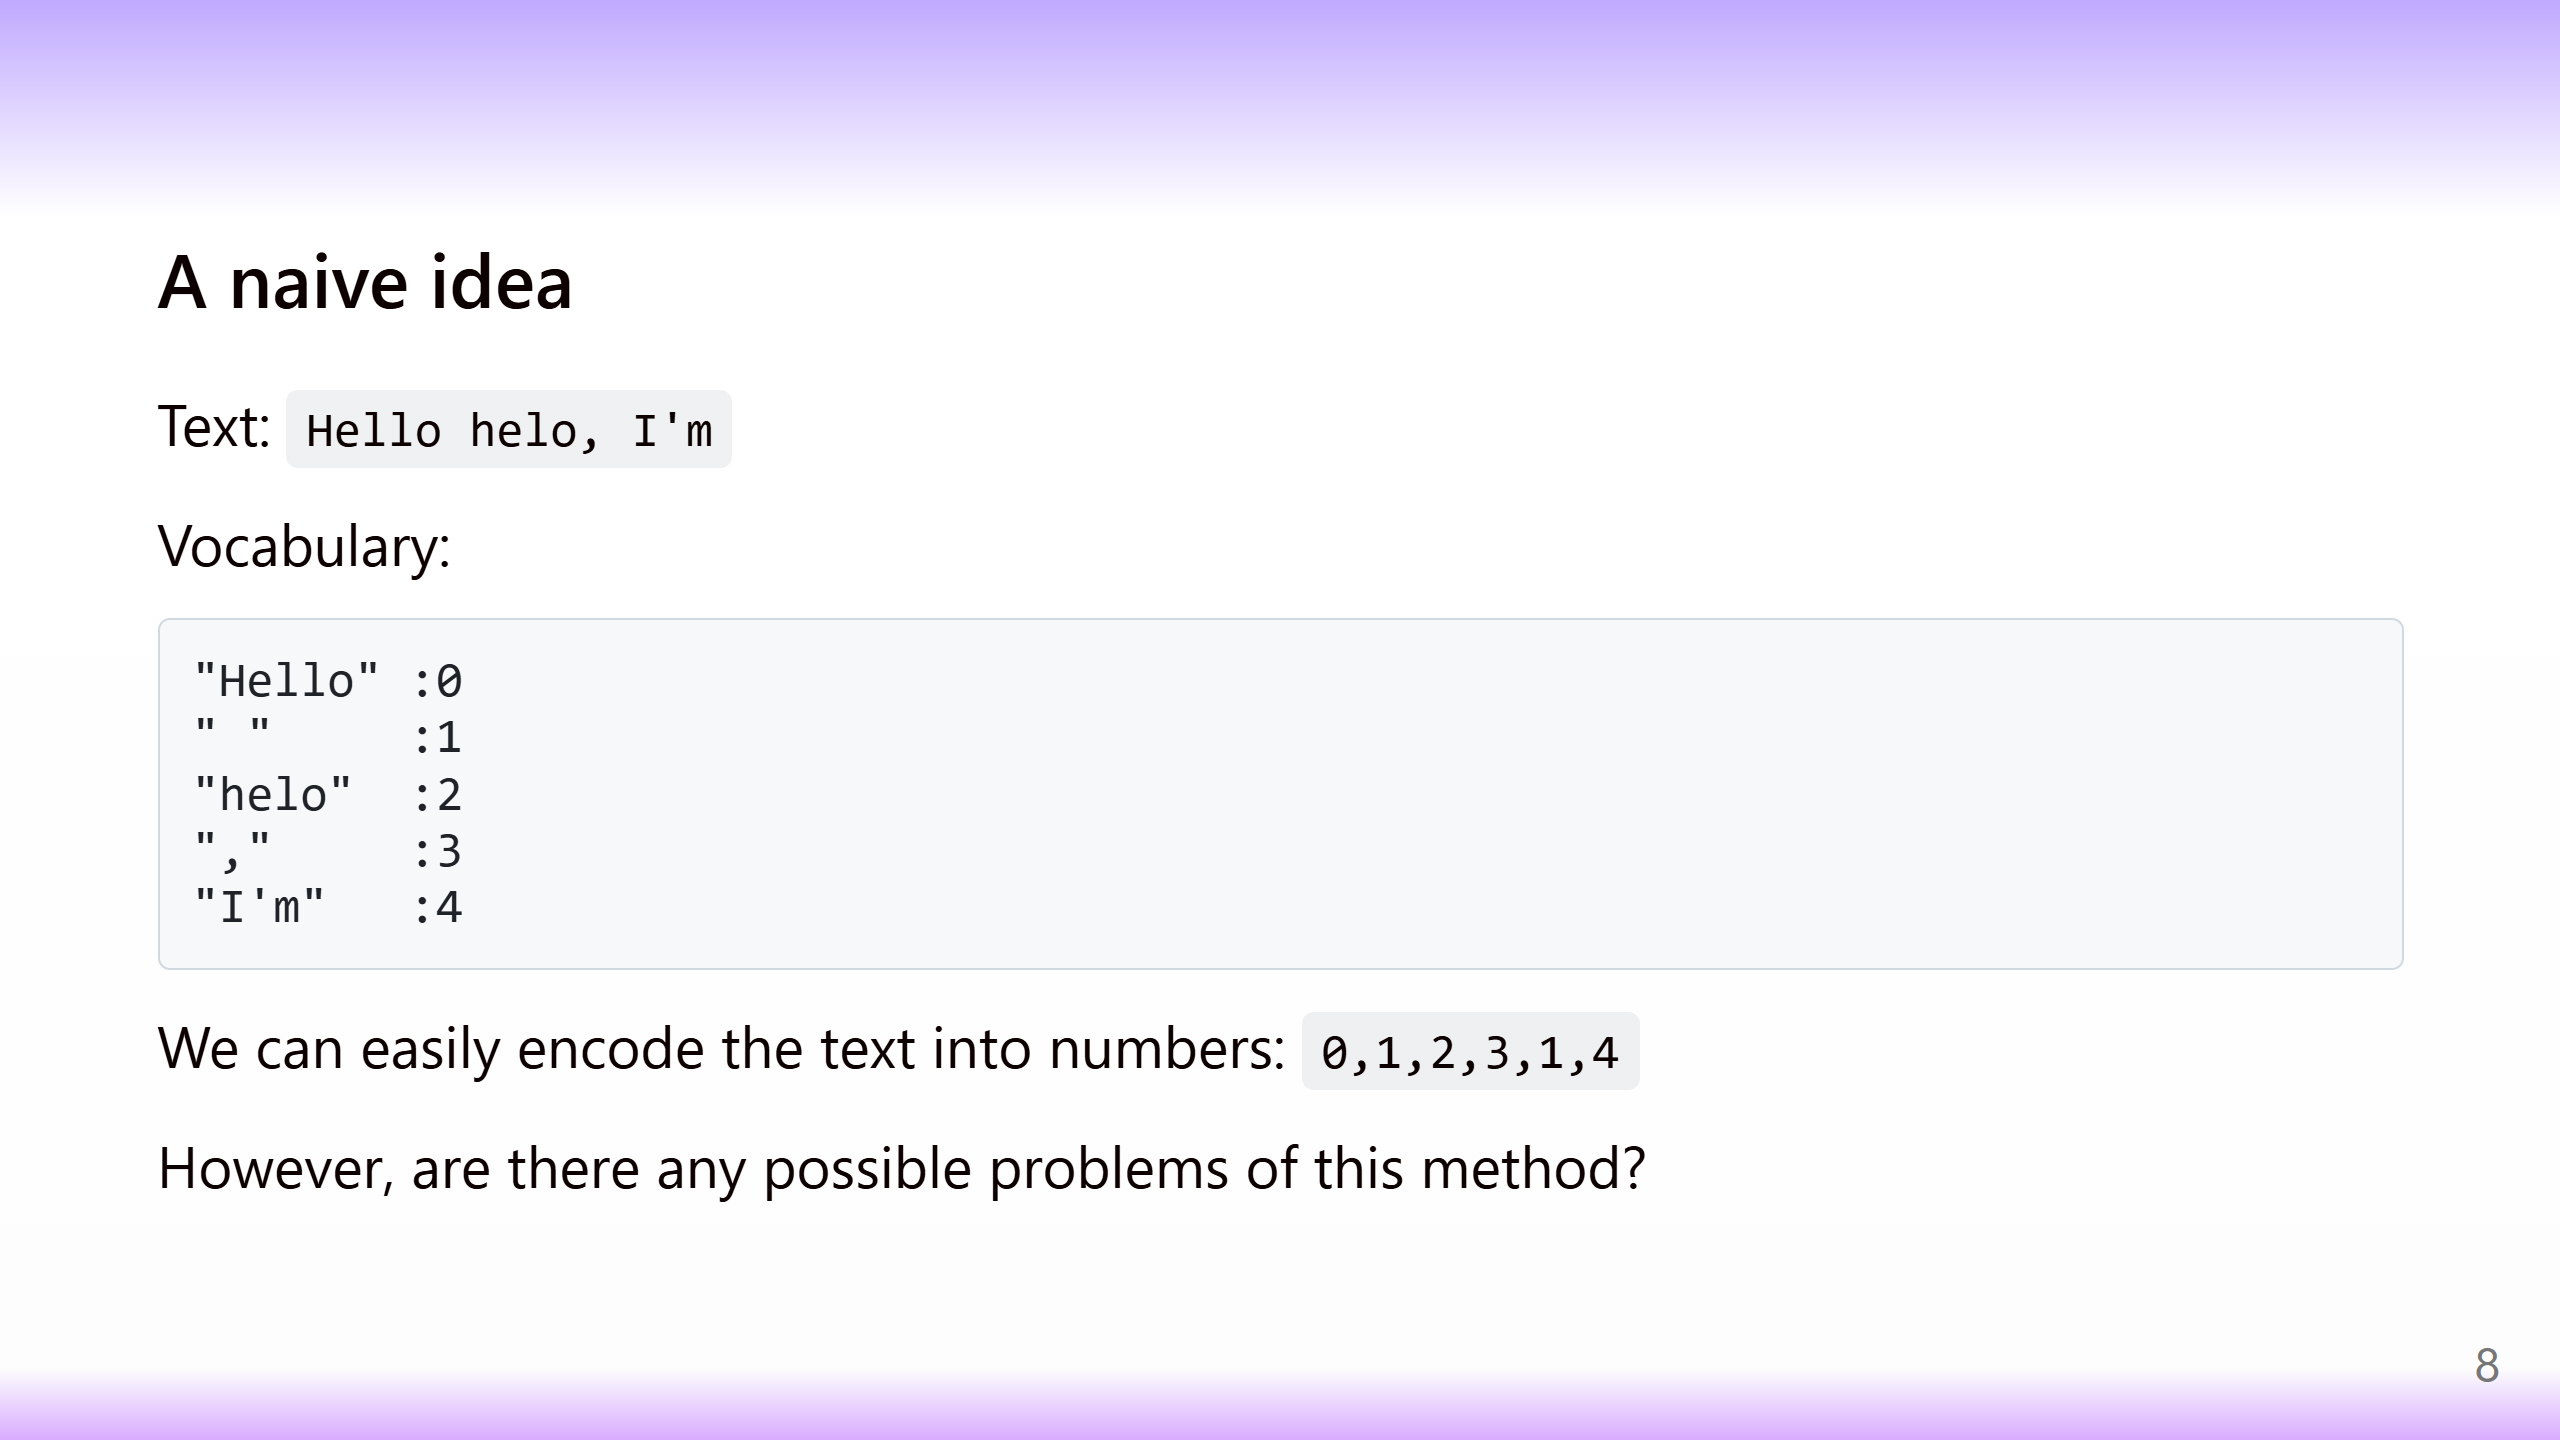 A naive idea
Text: Hello helo, I'm
Vocabulary:
"Hello" :0
" "     :1
"helo"  :2
","     :3
"I'm"   :4
We can easily encode the text into numbers: 0,1,2,3,1,4
However, are there any possible problems of this method?
8